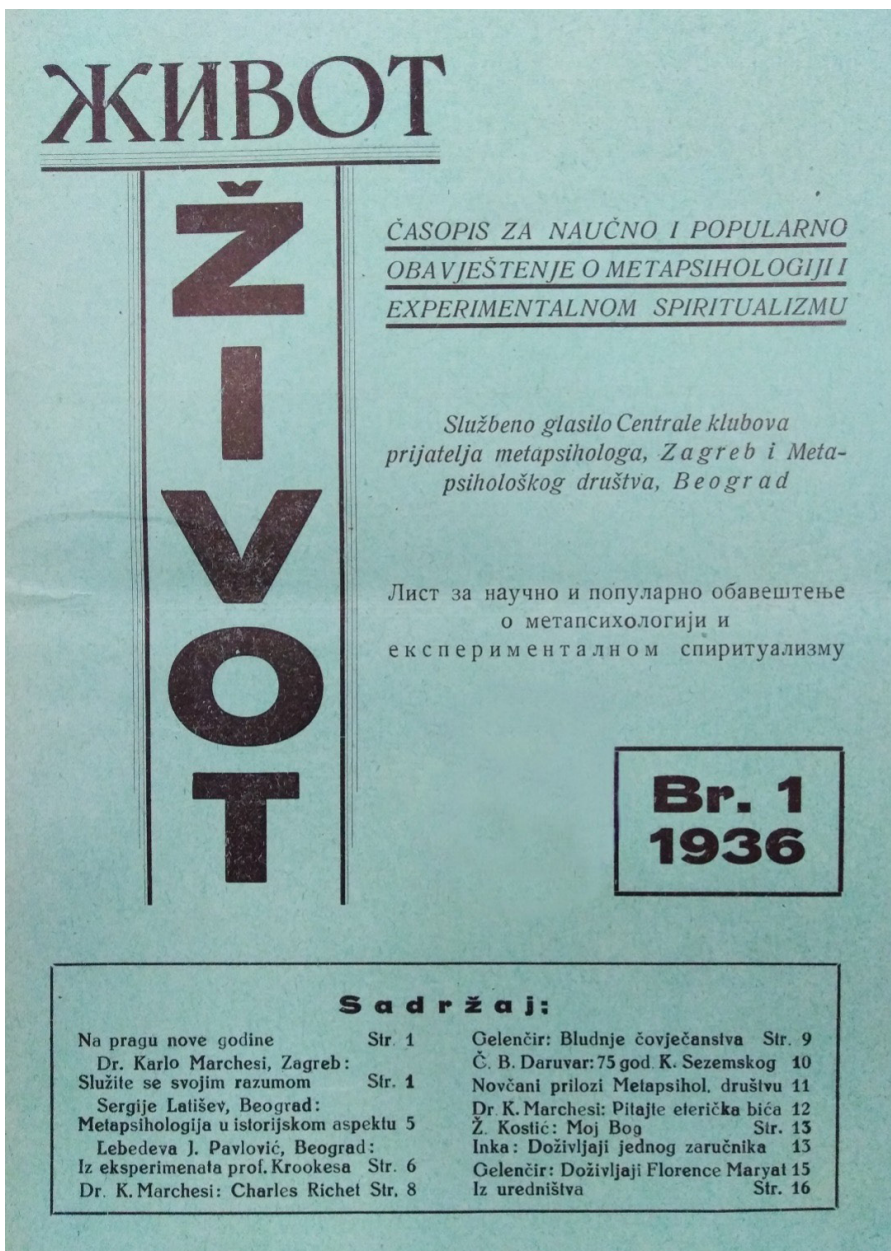 ЖИВОТ
ŽIVOT
ČASOPIS ZA NAUČNO I POPULARNO
OBAVJEŠTENJE O METAPSIHOLOGIJI I
EXPERIMENTALNOM SPIRITUALIZMU
Službeno glasilo Centrale klubova
prijatelja metapsihologa, Zagreb i Meta-
psihološkog društva, Beograd
Лист за научно и популарно обавештење
о метапсихологији и
експерименталном спиритуализму
Br. 1
1936
Sadržaj:
Na pragu nove godine Str. 1
Dr. Karlo Marchesi, Zagreb:
Služite se svojim razumom Str. 1
Sergije Latišev, Beograd:
Metapsihologija u istorijskom aspektu 5
Lebedeva J. Pavlović, Beograd:
Iz eksperimenata prof. Krookesa Str. 6
Dr. K. Marchesi: Charles Richet Str. 8
Gelenčir: Bludnje čovječanstva Str. 9
Č. B. Daruvar: 75 god. K. Sezemskog 10
Novčani prilozi Metapsihol. društvu 11
Dr. K. Marchesi: Pitajte eterička bića 12
Ž. Kostić: Moj Bog Str. 13
Inka: Doživljaji jednog zaručnika 13
Gelenčir: Doživljaji Florence Maryat 15
Iz uredništva Str. 16